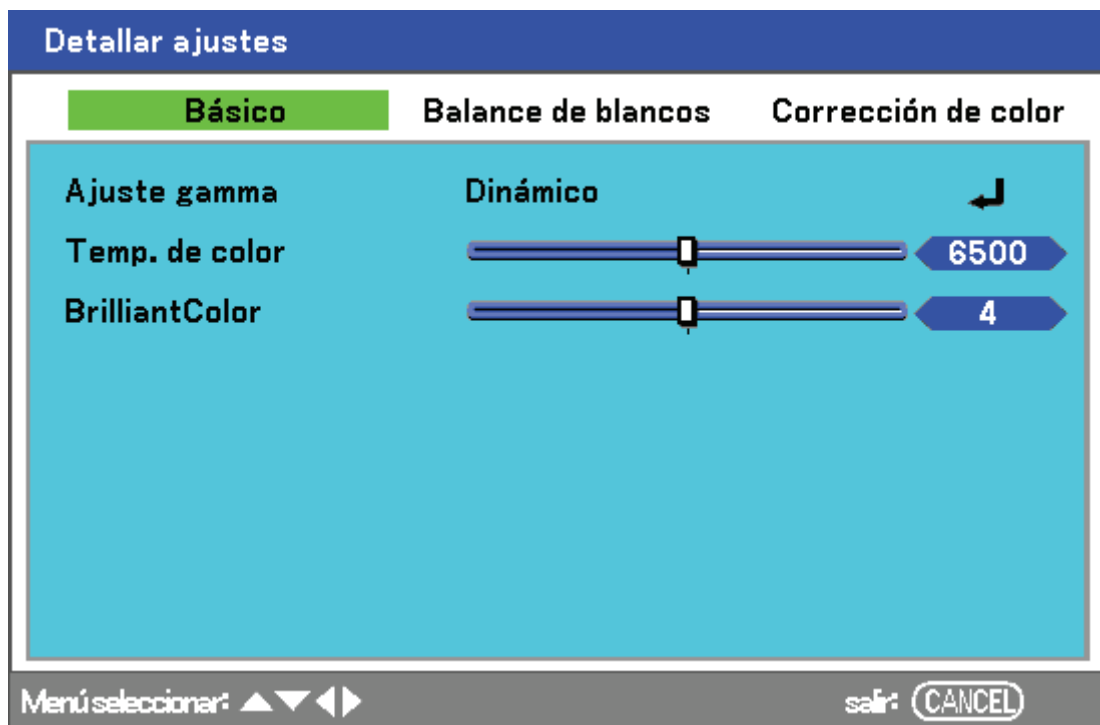 Detallar ajustes
Básico Balance de blancos Corrección de color
Ajuste gamma Dinámico
Temp. de color 6500
BrilliantColor 4
Menú seleccionar: salir: CANCEL